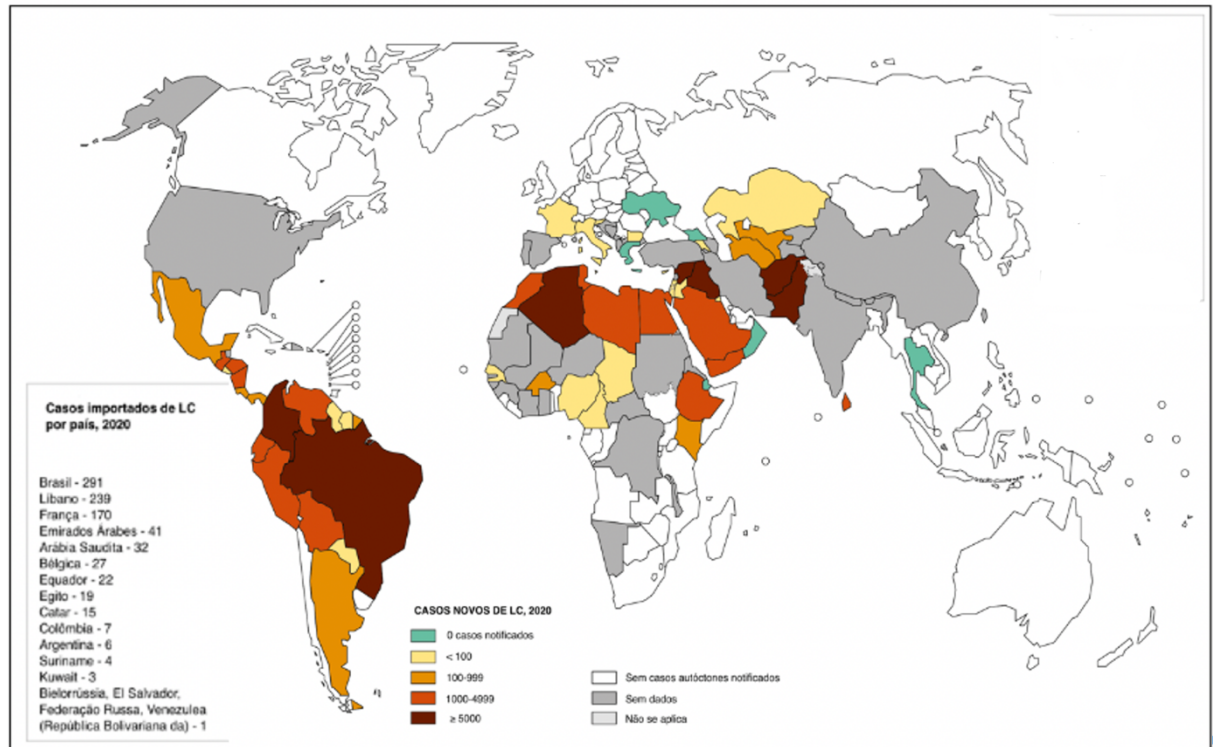 Casos importados de LC
por país, 2020
Brasil - 291
Líbano - 239
França - 170
Emirados Árabes - 41
Arábia Saudita - 32
Bélgica - 27
Equador - 22
Egito - 19
Catar - 15
Colômbia - 7
Argentina - 6
Suriname - 4
Kuwait - 3
Bielorrússia, El Salvador,
Federação Russa, Venezulea
(República Bolivariana da) - 1
CASOS NOVOS DE LC, 2020
0 casos notificados
< 100
100-999
1000-4999
≥ 5000
Sem casos autóctones notificados
Sem dados
Não se aplica